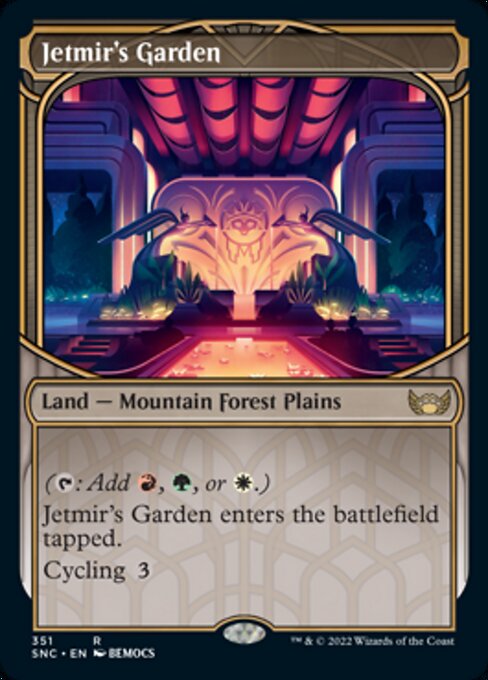 Jetmir's Garden
Land — Mountain Forest Plains
(T: Add R, G, or W.)
Jetmir's Garden enters the battlefield
tapped.
Cycling 3
351 R
SNC • EN BEMOCS
™ & © 2022 Wizards of the Coast